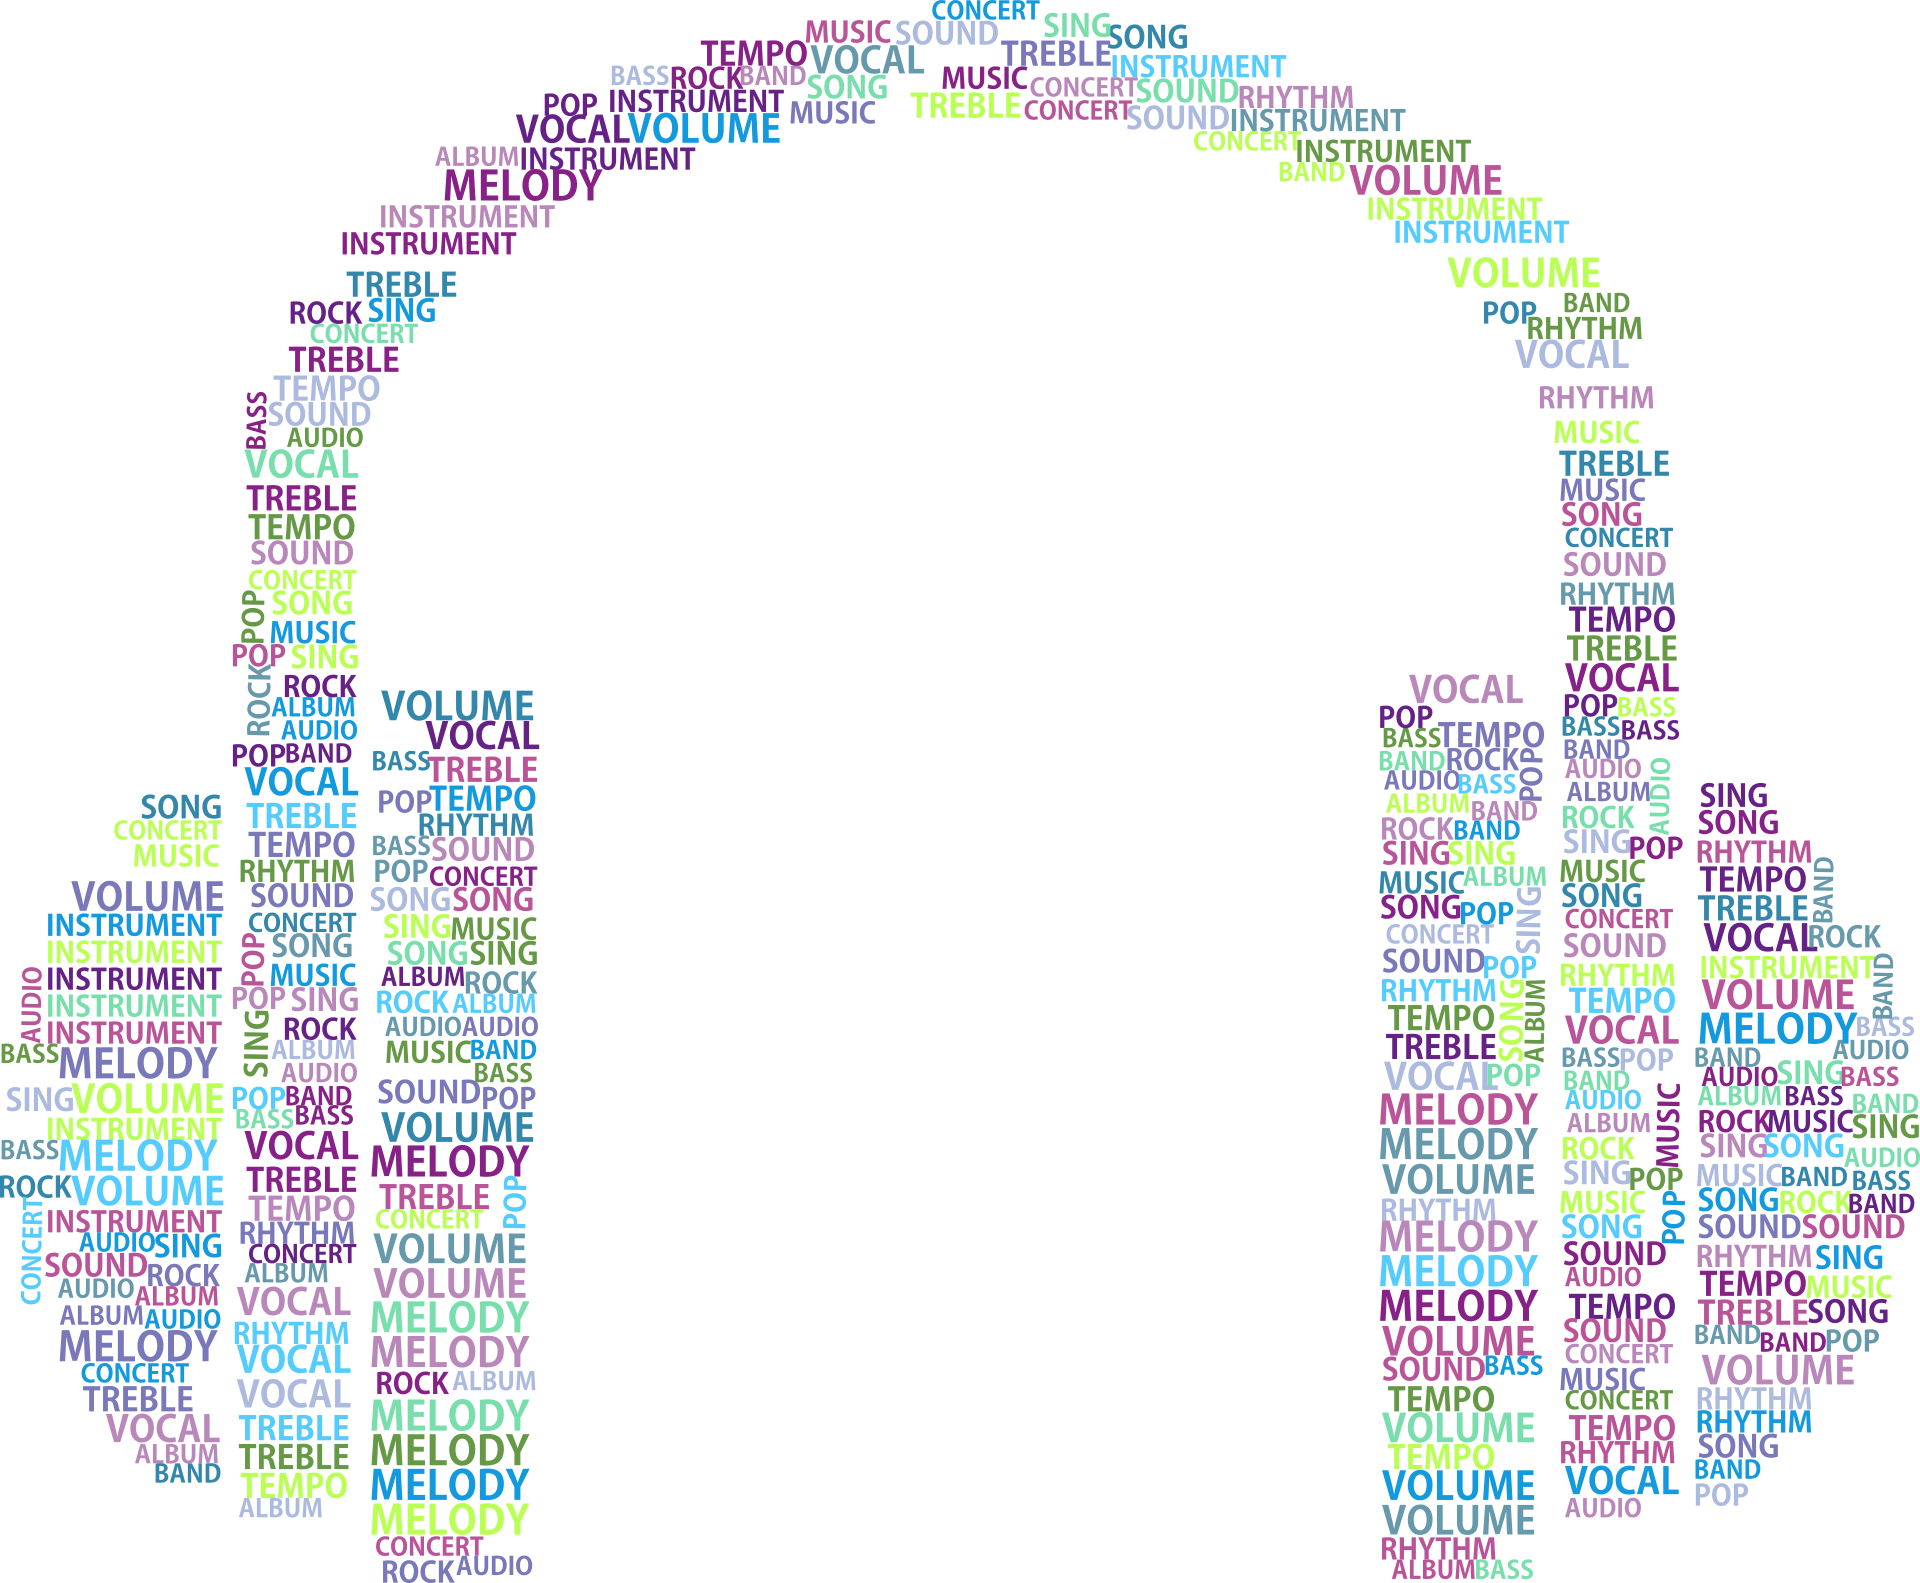 CONCERT
MUSIC SOUND SING SONG
TEMPO VOCAL TREBLE INSTRUMENT
BASS ROCK BAND SONG MUSIC CONCERT SOUND RHYTHM
POP INSTRUMENT MUSIC TREBLE CONCERT SOUND INSTRUMENT
VOCAL VOLUME CONCERT INSTRUMENT
ALBUM INSTRUMENT BAND VOLUME
MELODY INSTRUMENT
INSTRUMENT INSTRUMENT
INSTRUMENT VOLUME
TREBLE BAND
ROCK SING POP RHYTHM
CONCERT VOCAL
TREBLE
TEMPO RHYTHM
BASS SOUND
AUDIO MUSIC
VOCAL TREBLE
TREBLE MUSIC
TEMPO SONG
SOUND CONCERT
CONCERT SOUND
POP SONG RHYTHM
MUSIC TEMPO
POP SING TREBLE
ROCK ROCK VOCAL
ALBUM
AUDIO
POP BAND
VOCAL
TREBLE
TEMPO
RHYTHM
SOUND
CONCERT
POP SONG
MUSIC
POP SING
SING ROCK
ALBUM
AUDIO
POP BAND
BASS BASS
VOCAL
TREBLE
TEMPO
RHYTHM
CONCERT
ALBUM
VOCAL
RHYTHM
VOCAL
VOCAL
TREBLE
TREBLE
TEMPO
ALBUM
SONG
CONCERT
MUSIC
VOLUME
INSTRUMENT
INSTRUMENT
AUDIO INSTRUMENT
INSTRUMENT
INSTRUMENT
BASS MELODY
SING VOLUME
INSTRUMENT
BASS MELODY
ROCK VOLUME
CONCERT INSTRUMENT
AUDIO SING
SOUND ROCK
AUDIO ALBUM
ALBUM AUDIO
MELODY
CONCERT
TREBLE
VOCAL
ALBUM
BAND
VOLUME
VOCAL
BASS TREBLE
POP TEMPO
RHYTHM
BASS SOUND
POP CONCERT
SONG SONG
SING MUSIC
SONG SING
ALBUM ROCK
ROCK ALBUM
AUDIO AUDIO
MUSIC BAND
BASS
SOUND POP
VOLUME
MELODY
TREBLE POP
CONCERT
VOLUME
VOLUME
MELODY
MELODY
ROCK ALBUM
MELODY
MELODY
MELODY
MELODY
CONCERT
ROCK AUDIO
VOCAL
POP
BASS TEMPO
BAND ROCK POP
AUDIO BASS
ALBUM BAND
ROCK BAND
SING SING
MUSIC ALBUM
SONG POP SING
CONCERT
SOUND POP
RHYTHM SONG ALBUM
TEMPO
TREBLE
VOCAL POP
MELODY
MELODY
VOLUME
RHYTHM
MELODY
MELODY
MELODY
VOLUME
SOUND BASS
TEMPO
VOLUME
TEMPO
VOLUME
VOLUME
RHYTHM
ALBUM BASS
POP BASS
BASS BASS
BAND
AUDIO AUDIO
ALBUM
ROCK
SING POP
MUSIC
SONG
CONCERT
SOUND
RHYTHM
TEMPO
VOCAL
BASS POP
BAND
AUDIO MUSIC
ALBUM
ROCK
SING POP
MUSIC POP
SONG
SOUND
AUDIO
TEMPO
SOUND
CONCERT
MUSIC
CONCERT
TEMPO
RHYTHM
VOCAL
AUDIO
SING
SONG
RHYTHM
TEMPO BAND
TREBLE
VOCAL ROCK
INSTRUMENT BAND
VOLUME
MELODY BASS
BAND AUDIO
AUDIO SING BASS
ALBUM BASS BAND
ROCK MUSIC SING
SING SONG AUDIO
MUSIC BAND BASS
SONG ROCK BAND
SOUND SOUND
RHYTHM SING
TEMPO MUSIC
TREBLE SONG
BAND BAND POP
VOLUME
RHYTHM
RHYTHM
SONG
BAND
POP